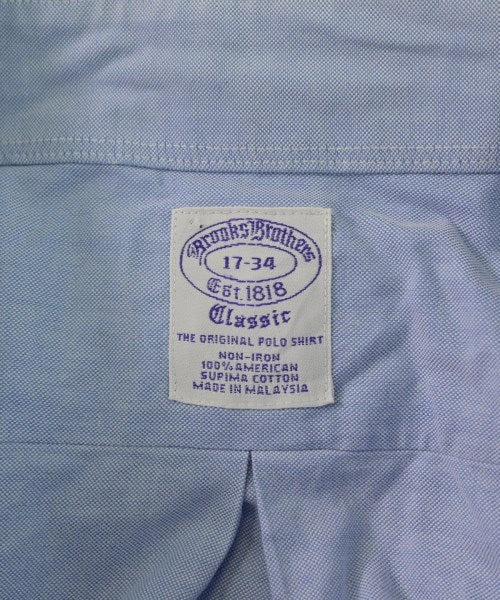 Brooks Brothers
17-34
Est. 1818
Classic
THE ORIGINAL POLO SHIRT
NON-IRON
100% AMERICAN
SUPIMA COTTON
MADE IN MALAYSIA